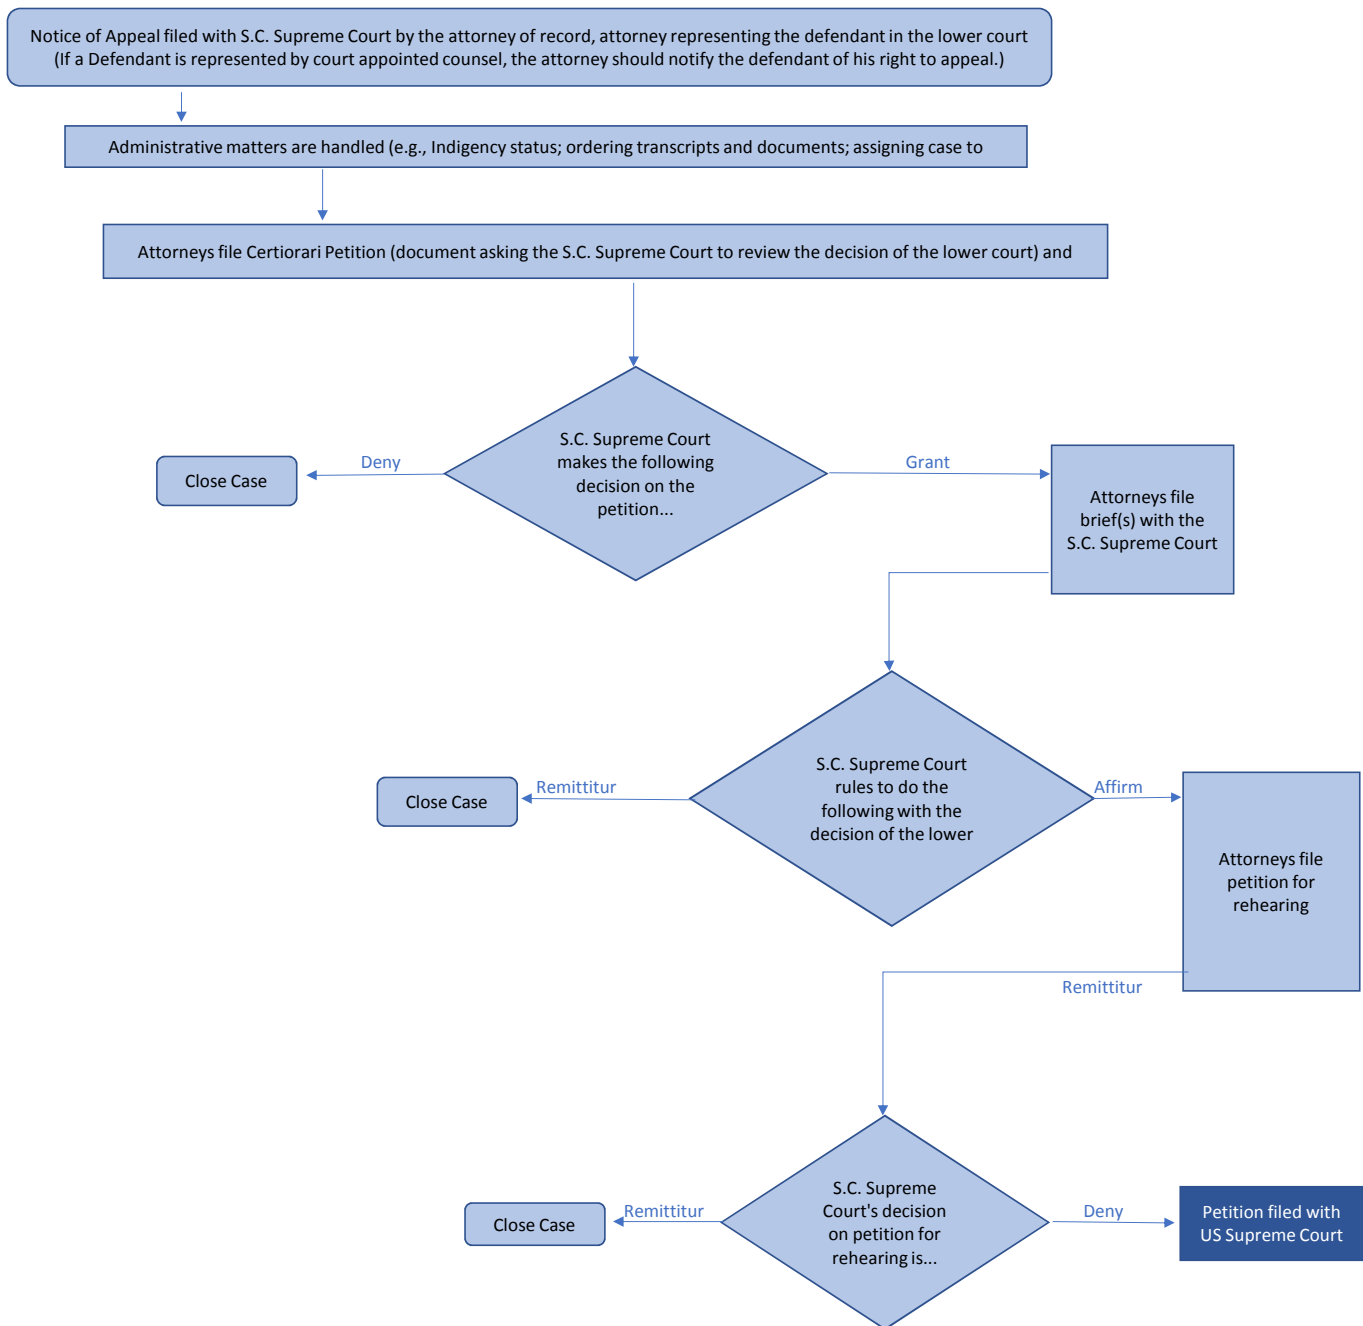 Notice of Appeal filed with S.C. Supreme Court by the attorney of record, attorney representing the defendant in the lower court
(If a Defendant is represented by court appointed counsel, the attorney should notify the defendant of his right to appeal.)
Administrative matters are handled (e.g., Indigency status; ordering transcripts and documents; assigning case to
Attorneys file Certiorari Petition (document asking the S.C. Supreme Court to review the decision of the lower court) and
S.C. Supreme Court
makes the following
decision on the
petition...
Deny
Close Case
Grant
Attorneys file
brief(s) with the
S.C. Supreme Court
S.C. Supreme Court
rules to do the
following with the
decision of the lower
Remittitur
Close Case
Affirm
Attorneys file
petition for
rehearing
Remittitur
S.C. Supreme
Court's decision
on petition for
rehearing is...
Remittitur
Close Case
Deny
Petition filed with
US Supreme Court